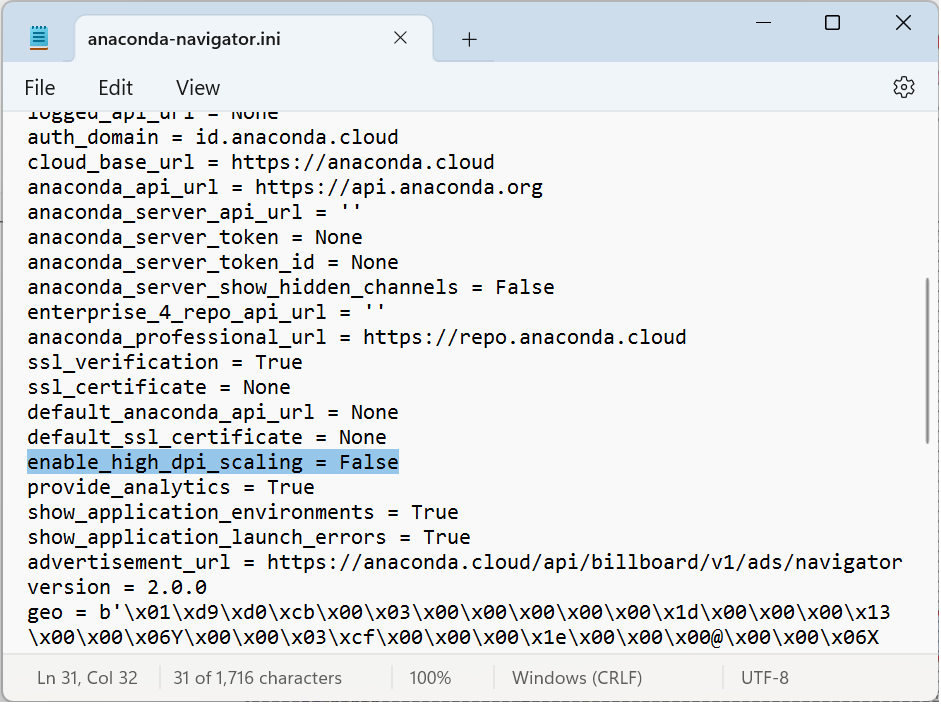 anaconda-navigator.ini
File Edit View
logged_api_url = None
auth_domain = id.anaconda.cloud
cloud_base_url = https://anaconda.cloud
anaconda_api_url = https://api.anaconda.org
anaconda_server_api_url = ''
anaconda_server_token = None
anaconda_server_token_id = None
anaconda_server_show_hidden_channels = False
enterprise_4_repo_api_url = ''
anaconda_professional_url = https://repo.anaconda.cloud
ssl_verification = True
ssl_certificate = None
default_anaconda_api_url = None
default_ssl_certificate = None
enable_high_dpi_scaling = False
provide_analytics = True
show_application_environments = True
show_application_launch_errors = True
advertisement_url = https://anaconda.cloud/api/billboard/v1/ads/navigator
version = 2.0.0
geo = b'\x01\xd9\xd0\xcb\x00\x03\x00\x00\x00\x00\x00\x1d\x00\x00\x00\x13
\x00\x00\x06Y\x00\x00\x03\xcf\x00\x00\x00\x1e\x00\x00\x00@\x00\x00\x06X
Ln 31, Col 32 31 of 1,716 characters 100% Windows (CRLF) UTF-8